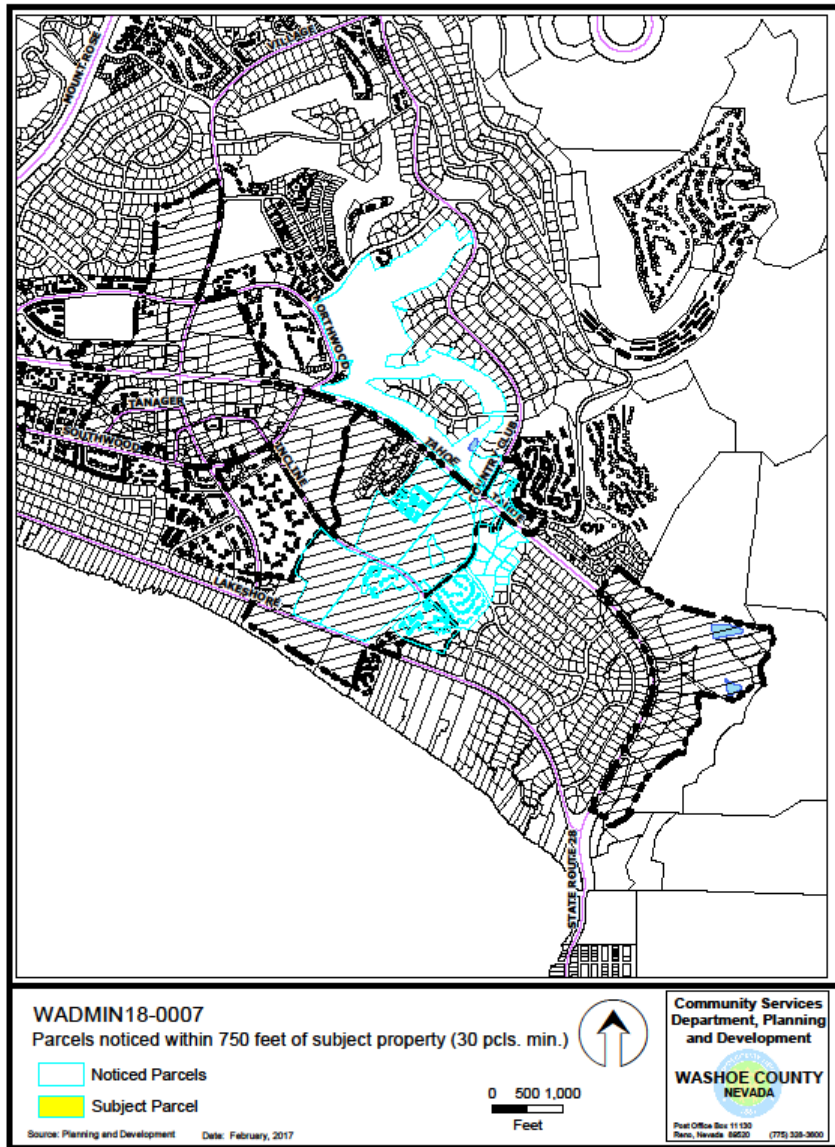 MOUNT ROSE
VILLAGE
NORTHWOOD
TANAGER
SOUTHWOOD
INCLINE
TAHOE
COUNTRY CLUB
TAHOE
LAKESHORE
STATE ROUTE 28
WADMIN18-0007
Parcels noticed within 750 feet of subject property (30 pcls. min.)
Noticed Parcels
Subject Parcel
Source: Planning and Development Date: February, 2017
0 500 1,000
Feet
Community Services
Department, Planning
and Development
WASHOE COUNTY
NEVADA
Post Office Box 11130
Reno, Nevada 89520 (775) 328-3600